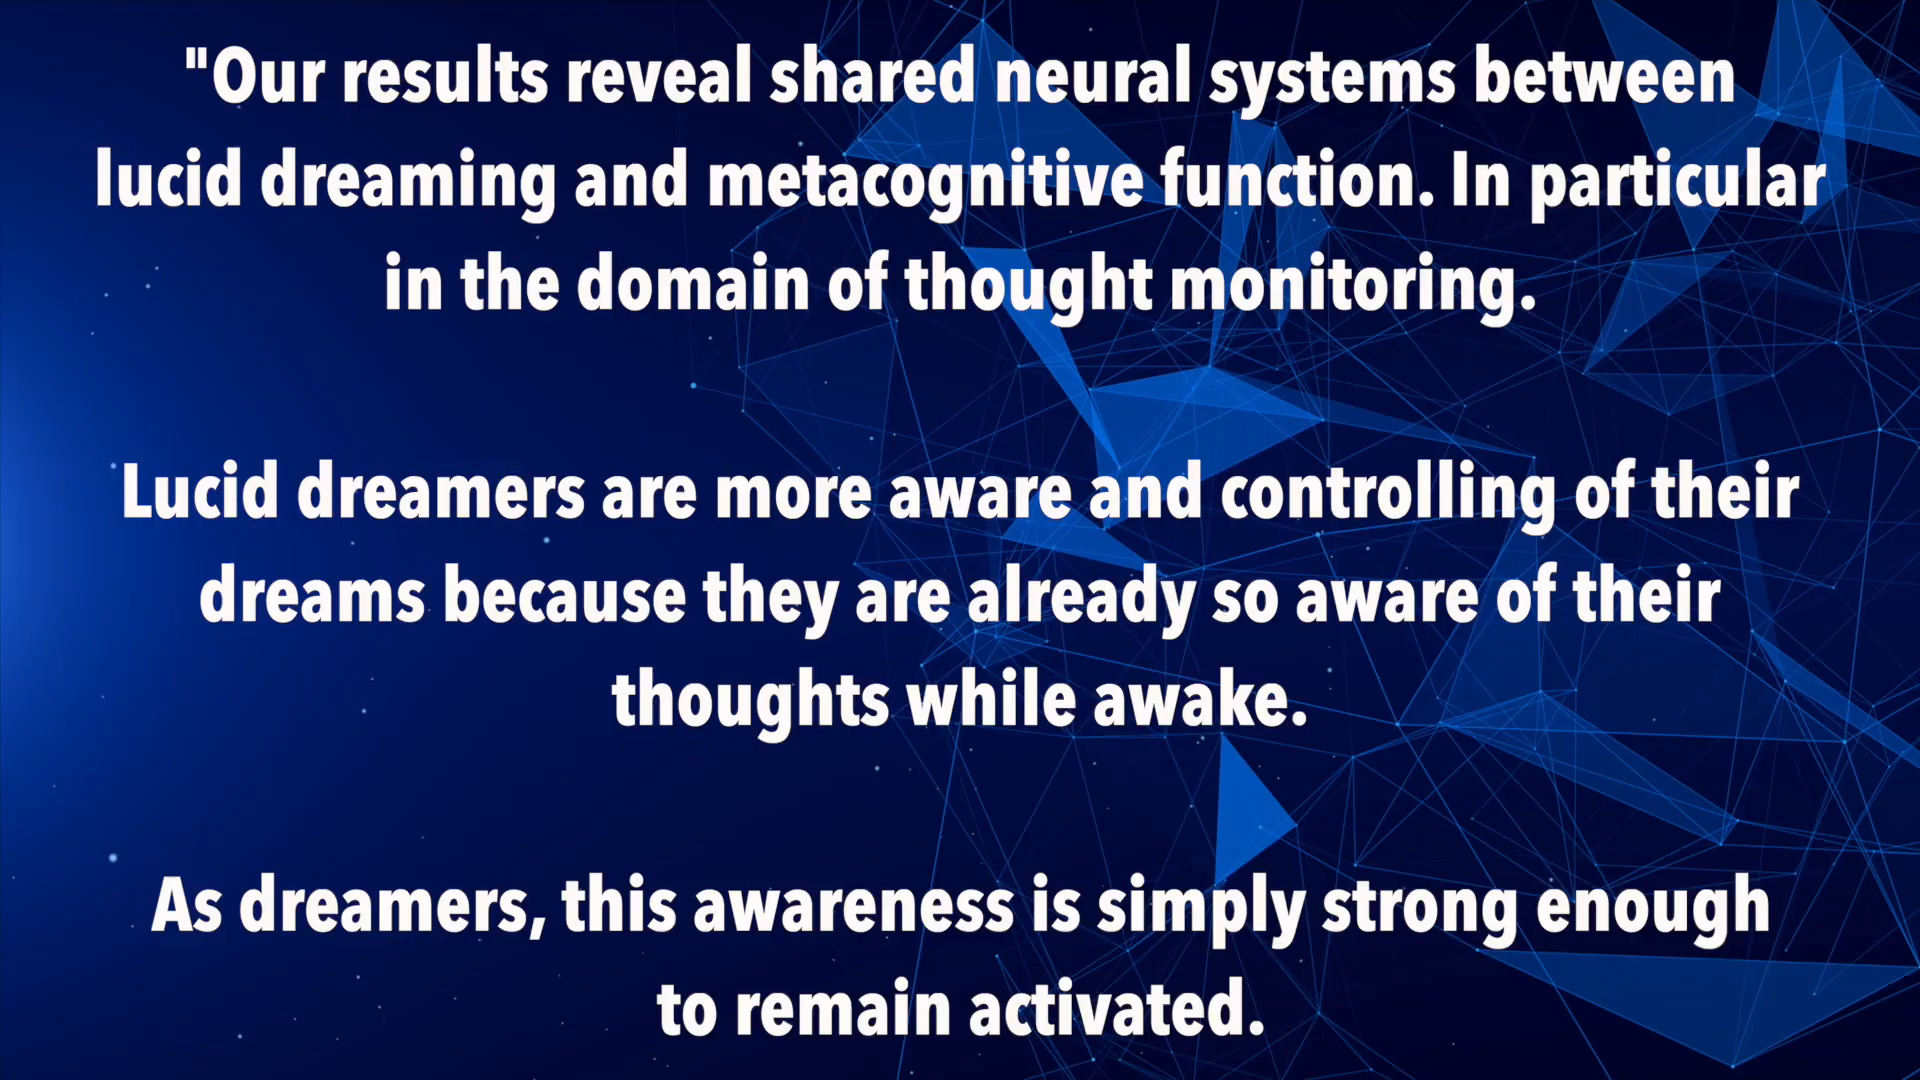 "Our results reveal shared neural systems between
lucid dreaming and metacognitive function. In particular
in the domain of thought monitoring.
Lucid dreamers are more aware and controlling of their
dreams because they are already so aware of their
thoughts while awake.
As dreamers, this awareness is simply strong enough
to remain activated.